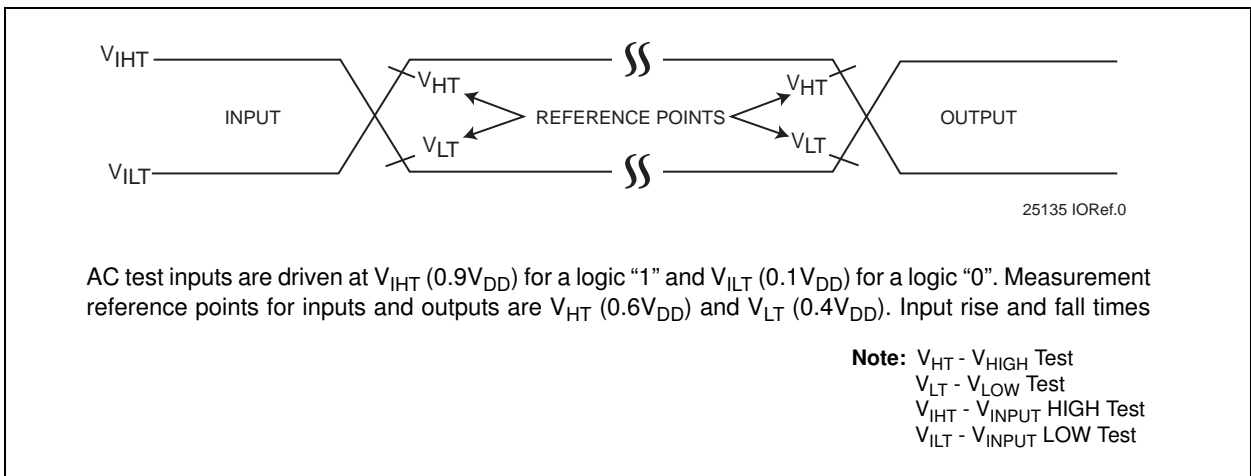 VIHT
VHT
VHT
INPUT
REFERENCE POINTS
OUTPUT
VLT
VLT
VILT
25135 IORef.0
AC test inputs are driven at VIHT (0.9VDD) for a logic “1” and VILT (0.1VDD) for a logic “0”. Measurement
reference points for inputs and outputs are VHT (0.6VDD) and VLT (0.4VDD). Input rise and fall times
Note: VHT - VHIGH Test
VLT - VLOW Test
VIHT - VINPUT HIGH Test
VILT - VINPUT LOW Test